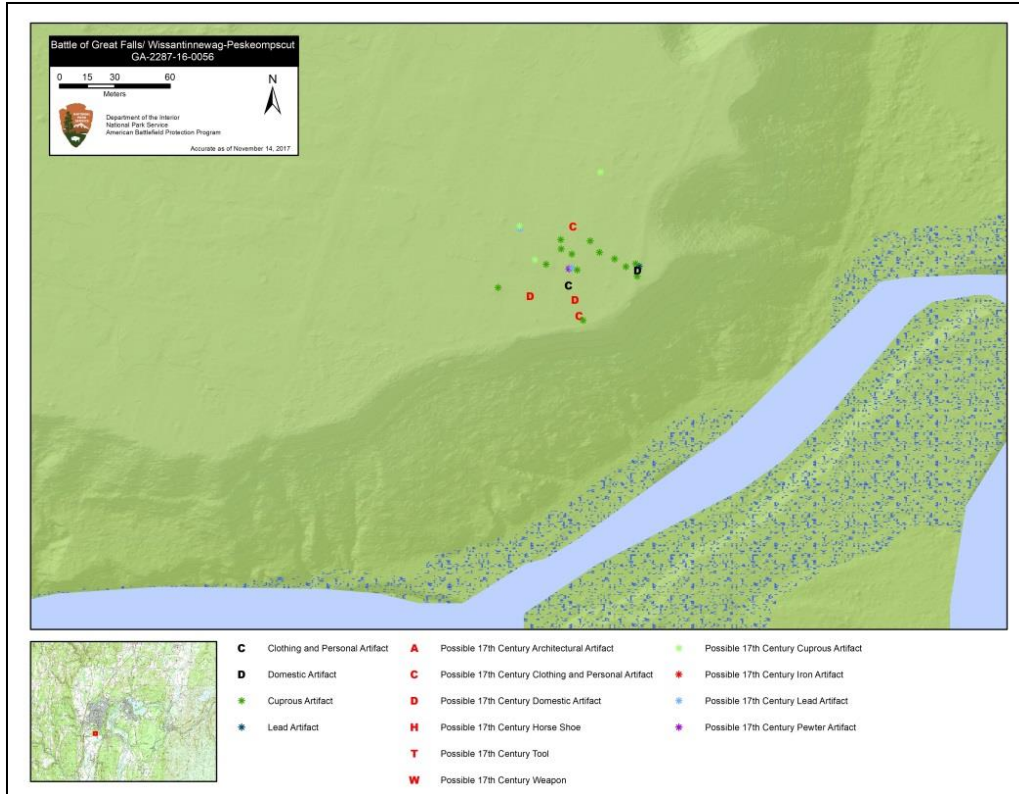 Battle of Great Falls/ Wissantinnewag-Peskeompscut
GA-2287-16-0056
0 15 30 60
Meters
N
Department of the Interior
National Park Service
American Battlefield Protection Program
Accurate as of November 14, 2017
C
D
C
D
D
C
C Clothing and Personal Artifact
D Domestic Artifact
Cuprous Artifact
Lead Artifact
A Possible 17th Century Architectural Artifact
C Possible 17th Century Clothing and Personal Artifact
D Possible 17th Century Domestic Artifact
H Possible 17th Century Horse Shoe
T Possible 17th Century Tool
W Possible 17th Century Weapon
Possible 17th Century Cuprous Artifact
Possible 17th Century Iron Artifact
Possible 17th Century Lead Artifact
Possible 17th Century Pewter Artifact